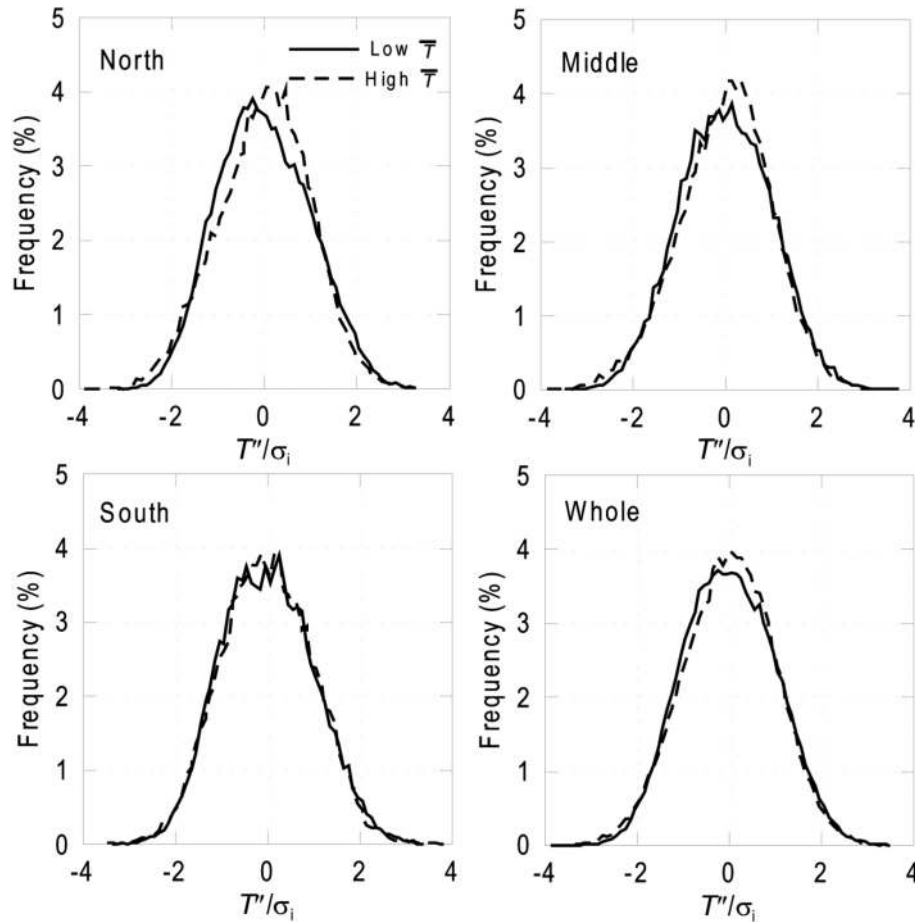 5
4
3
2
1
0
Frequency (%)
North
Low T̅
High T̅
-4 -2 0 2 4
T″/σi
5
4
3
2
1
0
Frequency (%)
Middle
-4 -2 0 2 4
T″/σi
5
4
3
2
1
0
Frequency (%)
South
-4 -2 0 2 4
T″/σi
5
4
3
2
1
0
Frequency (%)
Whole
-4 -2 0 2 4
T″/σi